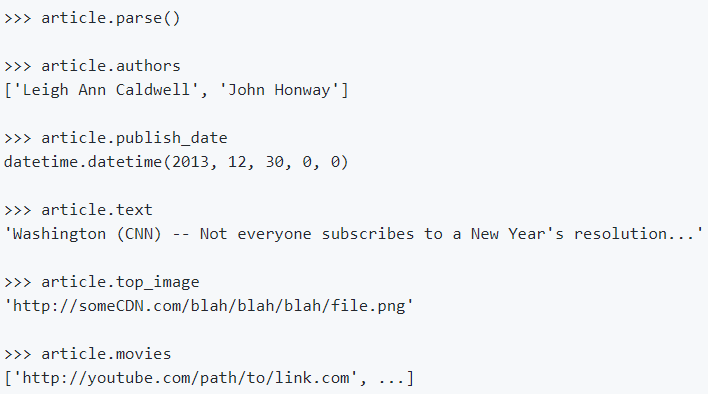 >>> article.parse()
>>> article.authors
['Leigh Ann Caldwell', 'John Honway']
>>> article.publish_date
datetime.datetime(2013, 12, 30, 0, 0)
>>> article.text
'Washington (CNN) -- Not everyone subscribes to a New Year's resolution...'
>>> article.top_image
'http://someCDN.com/blah/blah/blah/file.png'
>>> article.movies
['http://youtube.com/path/to/link.com', ...]